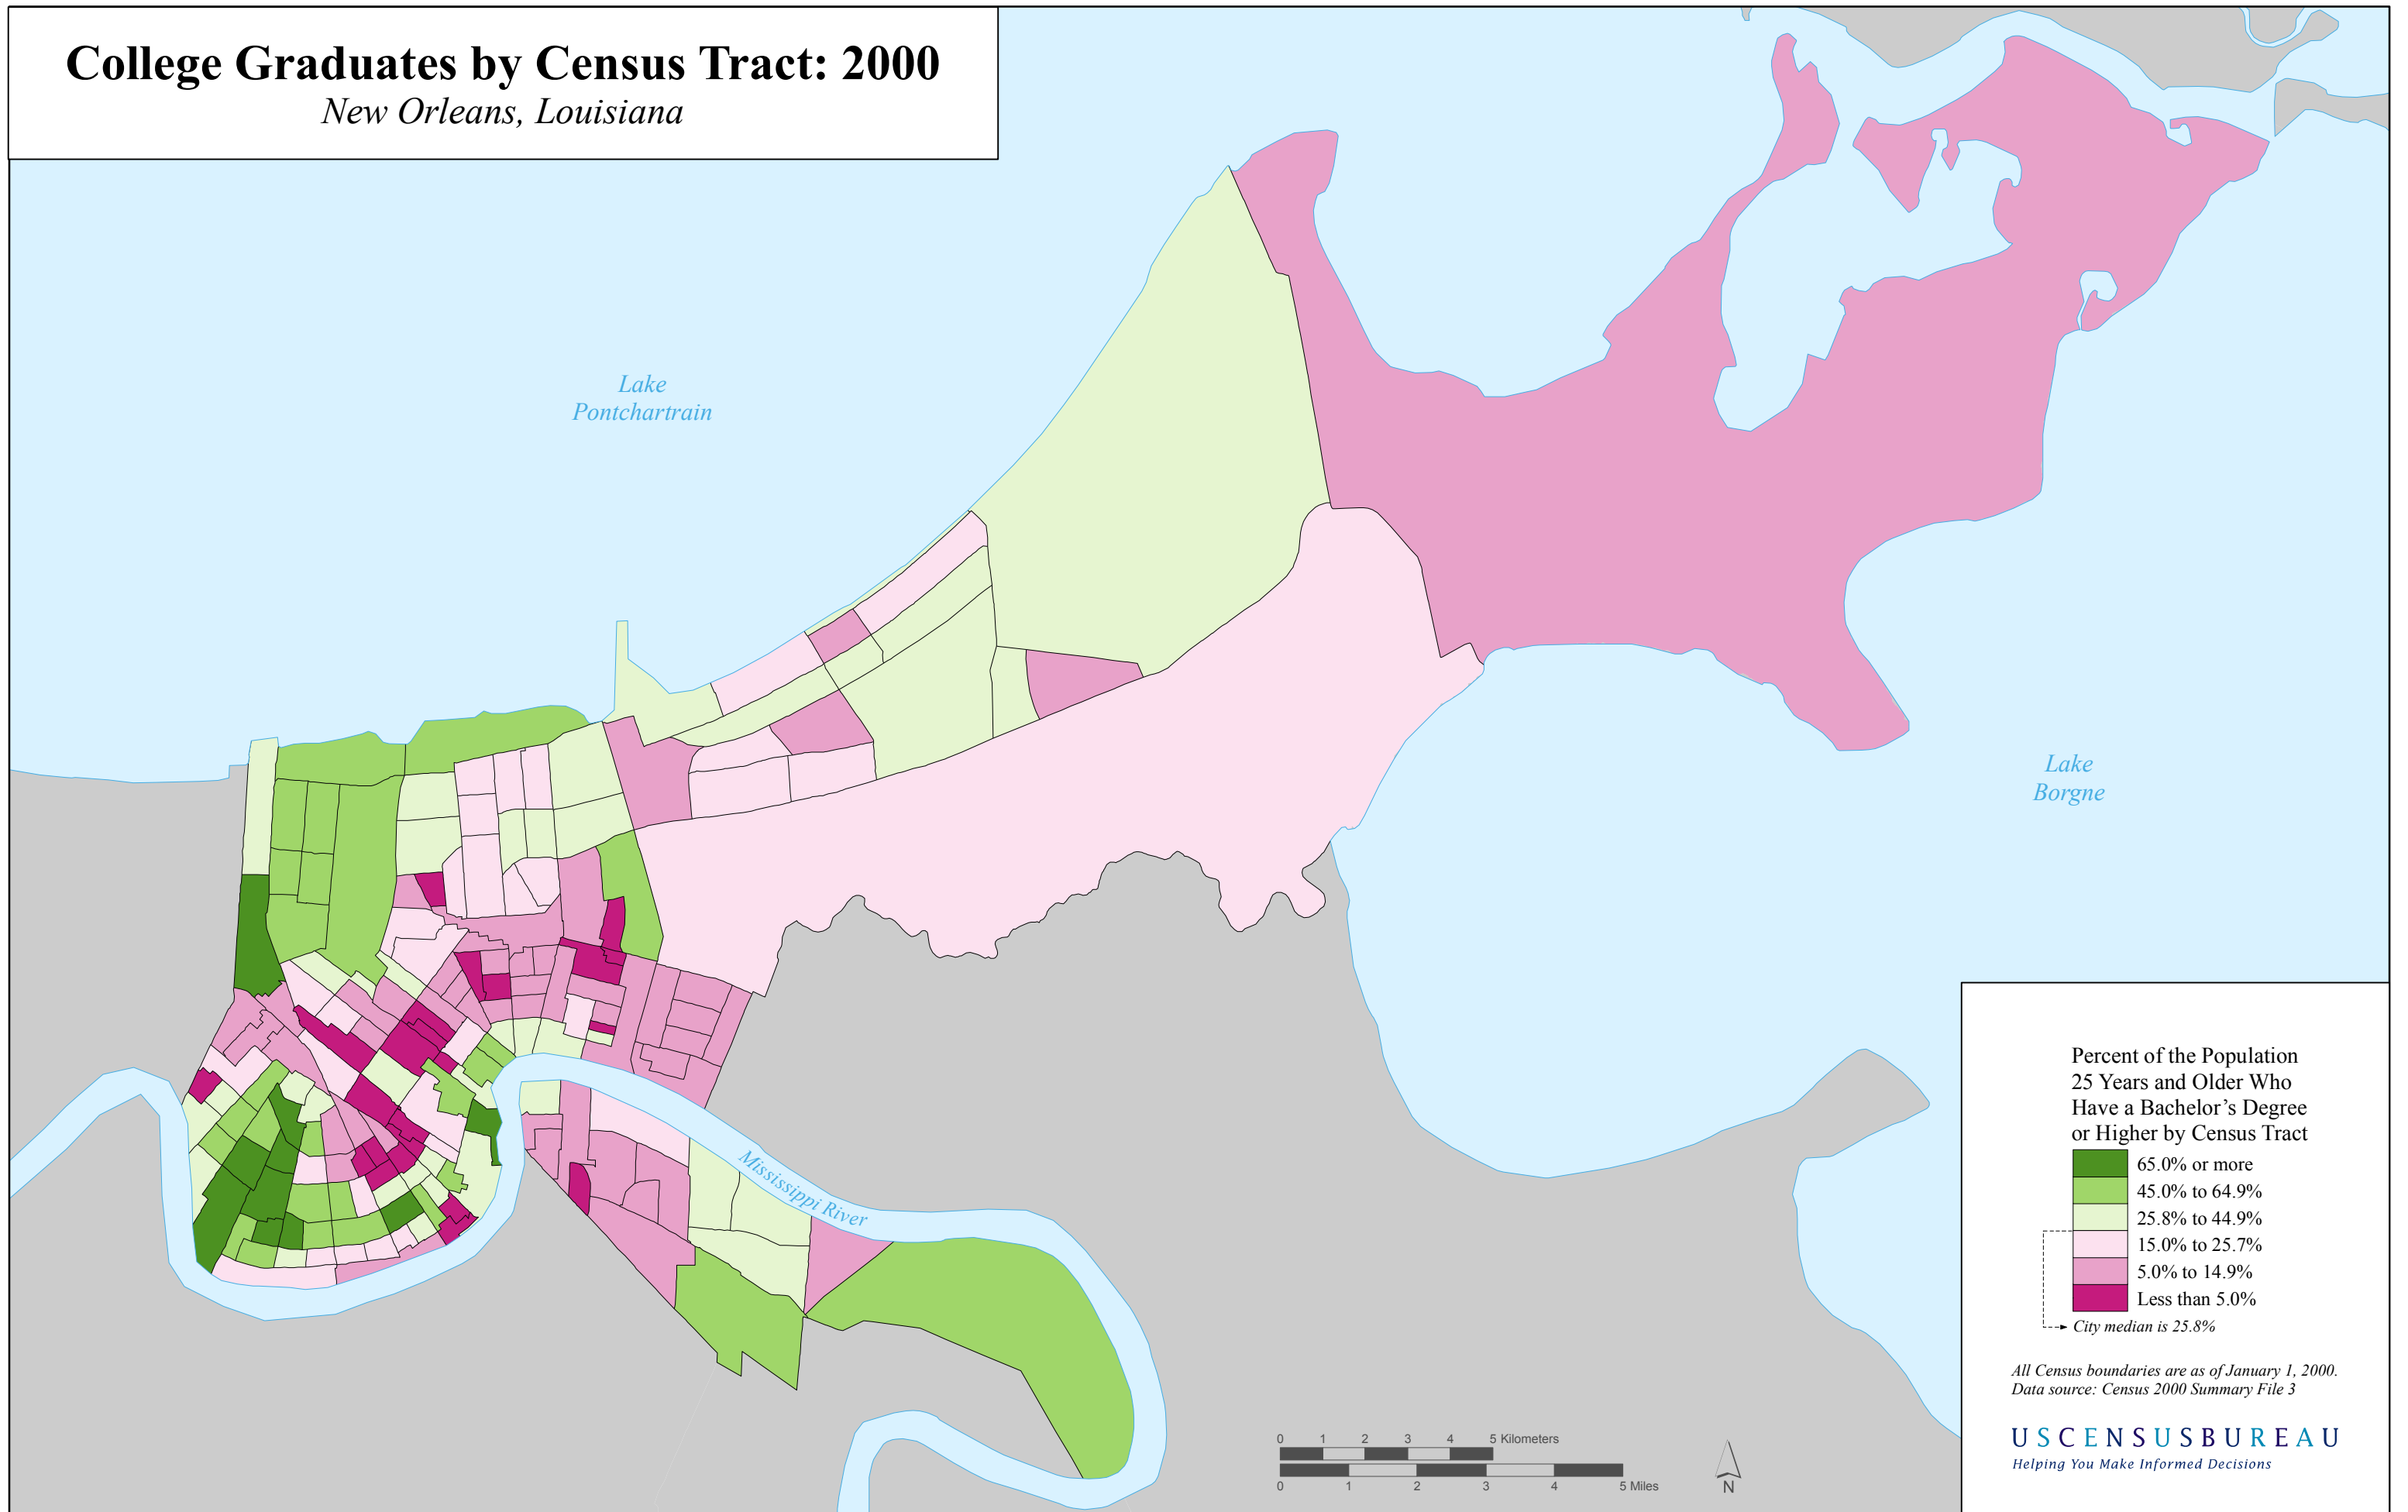 College Graduates by Census Tract: 2000
New Orleans, Louisiana
Lake
Pontchartrain
Lake
Borgne
Mississippi River
Percent of the Population
25 Years and Older Who
Have a Bachelor’s Degree
or Higher by Census Tract
65.0% or more
45.0% to 64.9%
25.8% to 44.9%
15.0% to 25.7%
5.0% to 14.9%
Less than 5.0%
City median is 25.8%
All Census boundaries are as of January 1, 2000.
Data source: Census 2000 Summary File 3
USCENSUSBUREAU
Helping You Make Informed Decisions
0 1 2 3 4 5 Kilometers
0 1 2 3 4 5 Miles
N